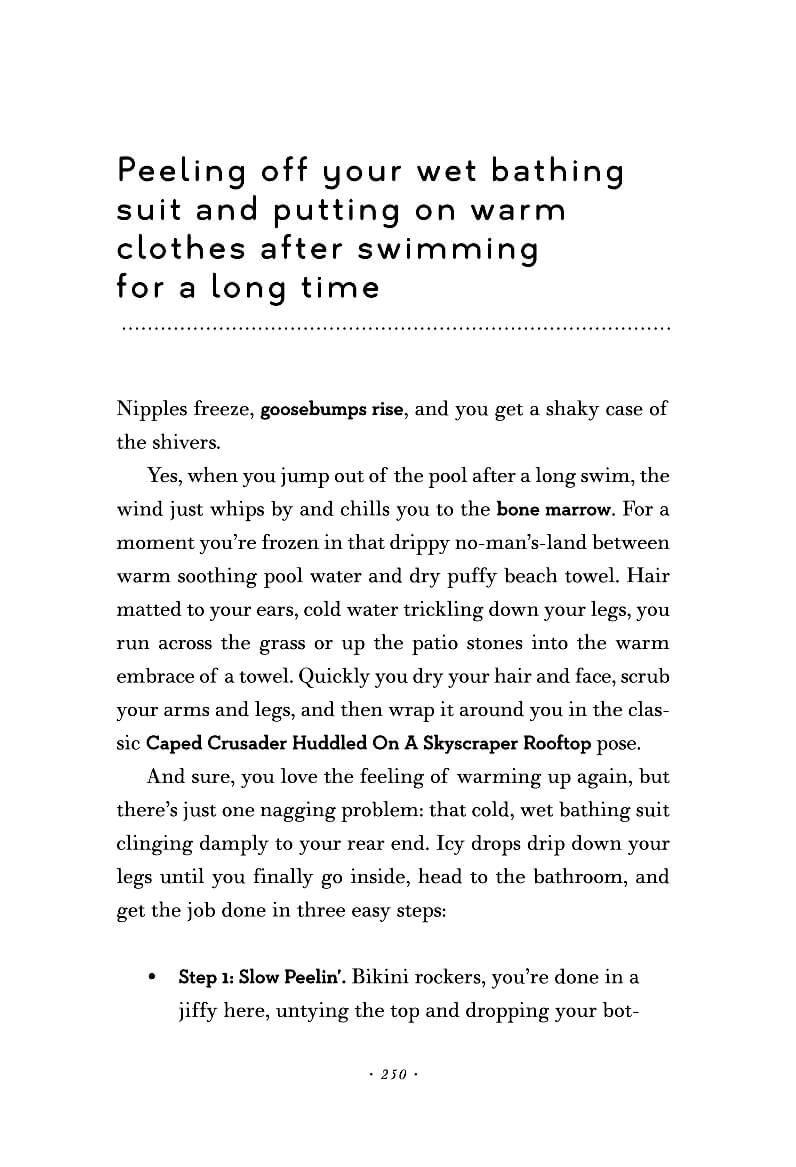 Peeling off your wet bathing
suit and putting on warm
clothes after swimming
for a long time
Nipples freeze, goosebumps rise, and you get a shaky case of
the shivers.
Yes, when you jump out of the pool after a long swim, the
wind just whips by and chills you to the bone marrow. For a
moment you’re frozen in that drippy no-man’s-land between
warm soothing pool water and dry puffy beach towel. Hair
matted to your ears, cold water trickling down your legs, you
run across the grass or up the patio stones into the warm
embrace of a towel. Quickly you dry your hair and face, scrub
your arms and legs, and then wrap it around you in the clas-
sic Caped Crusader Huddled On A Skyscraper Rooftop pose.
And sure, you love the feeling of warming up again, but
there’s just one nagging problem: that cold, wet bathing suit
clinging damply to your rear end. Icy drops drip down your
legs until you finally go inside, head to the bathroom, and
get the job done in three easy steps:
• Step 1: Slow Peelin’. Bikini rockers, you’re done in a
jiffy here, untying the top and dropping your bot-
· 250 ·